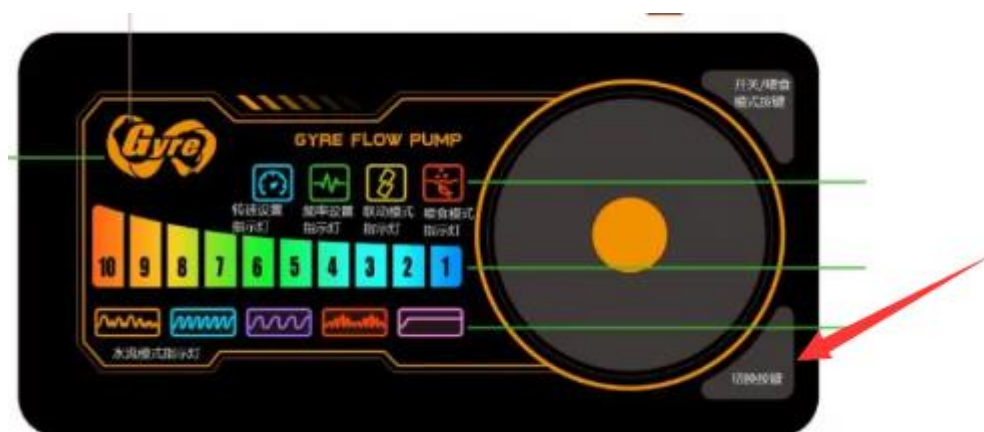 开关/喂食
模式按键
Gyre
GYRE FLOW PUMP
转速设置
指示灯
频率设置
指示灯
联动模式
指示灯
喂食模式
指示灯
10 9 8 7 6 5 4 3 2 1
水流模式指示灯
切换按键